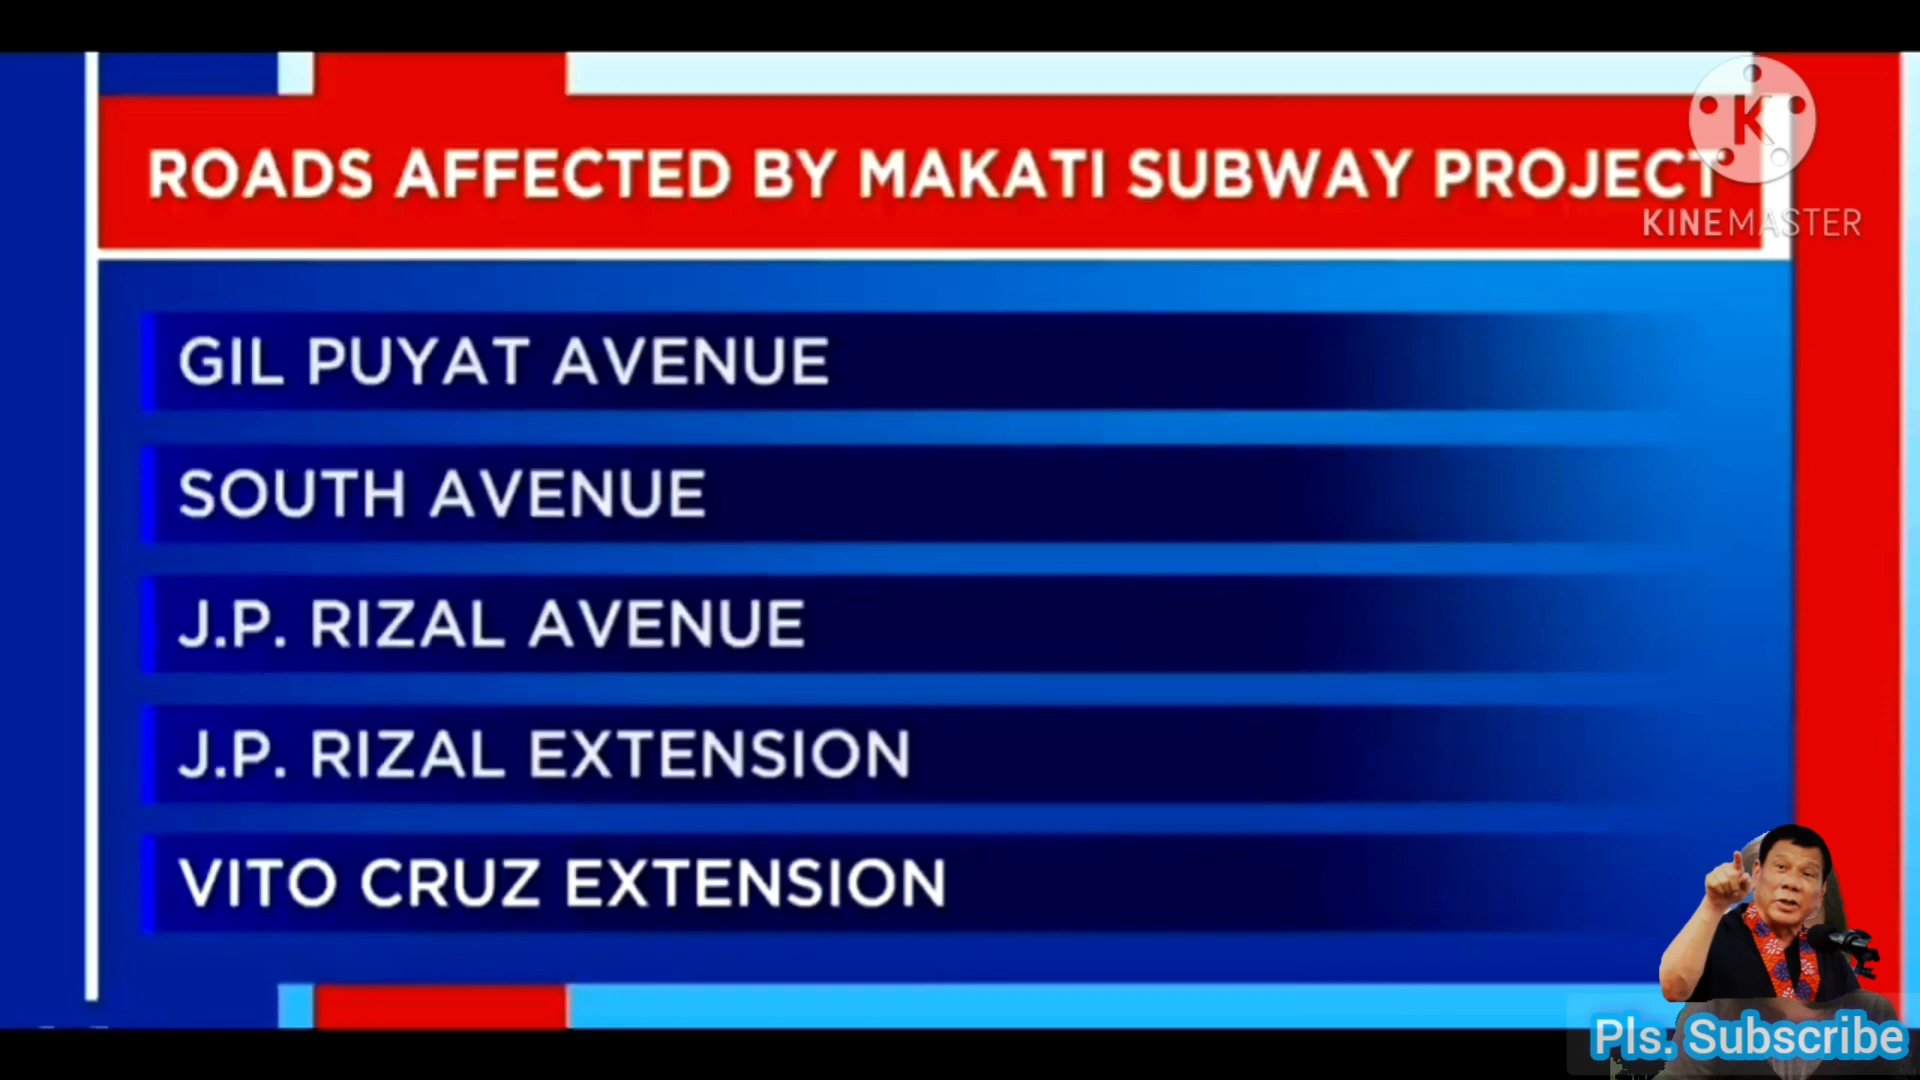 ROADS AFFECTED BY MAKATI SUBWAY PROJECT
K
KINEMASTER
GIL PUYAT AVENUE
SOUTH AVENUE
J.P. RIZAL AVENUE
J.P. RIZAL EXTENSION
VITO CRUZ EXTENSION
Pls. Subscribe